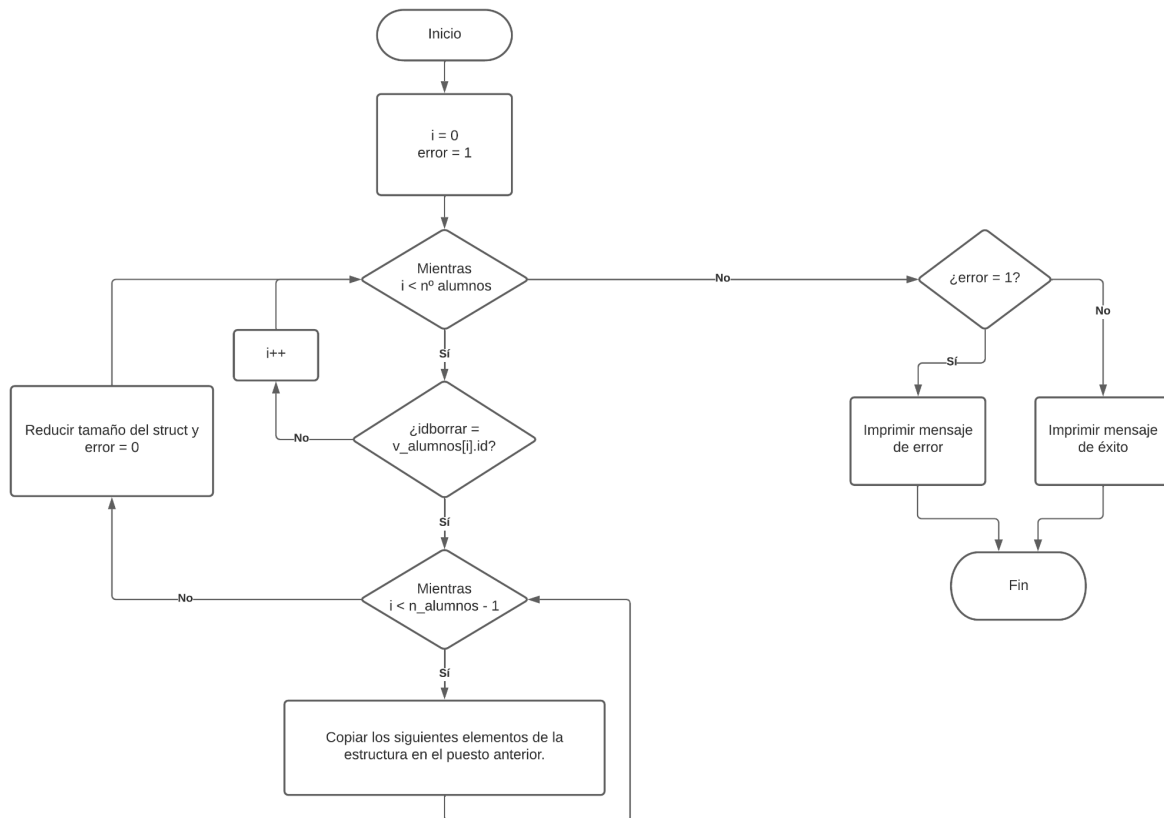 Inicio
i = 0
error = 1
Mientras
i < nº alumnos
No
¿error = 1?
No
i++
Sí
Sí
Reducir tamaño del struct y
error = 0
No
¿idborrar =
v_alumnos[i].id?
Imprimir mensaje
de error
Imprimir mensaje
de éxito
Sí
Mientras
i < n_alumnos - 1
No
Fin
Sí
Copiar los siguientes elementos de la
estructura en el puesto anterior.